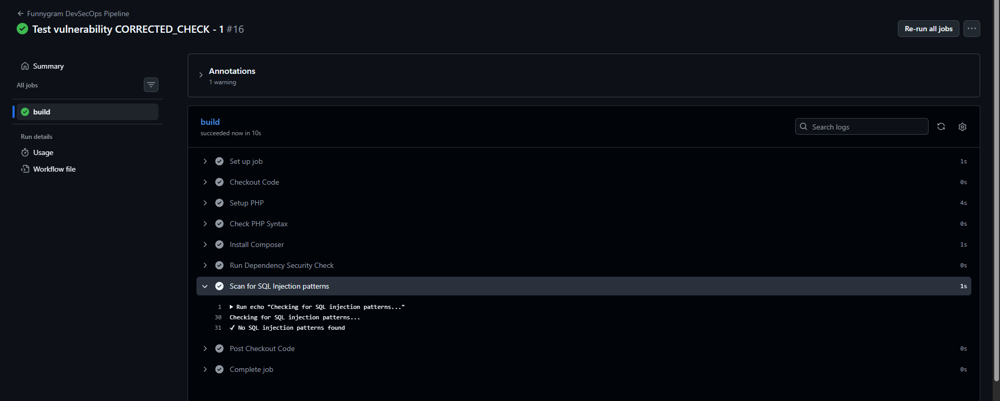 Funnygram DevSecOps Pipeline
Test vulnerability CORRECTED_CHECK - 1 #16
Re-run all jobs
Summary
All jobs
build
Run details
Usage
Workflow file
Annotations
1 warning
build
succeeded now in 10s
Search logs
Set up job 1s
Checkout Code 0s
Setup PHP 4s
Check PHP Syntax 0s
Install Composer 1s
Run Dependency Security Check 0s
Scan for SQL Injection patterns 1s
1 ▶ Run echo "Checking for SQL injection patterns..."
30 Checking for SQL injection patterns...
31 ✓ No SQL injection patterns found
Post Checkout Code 0s
Complete job 0s